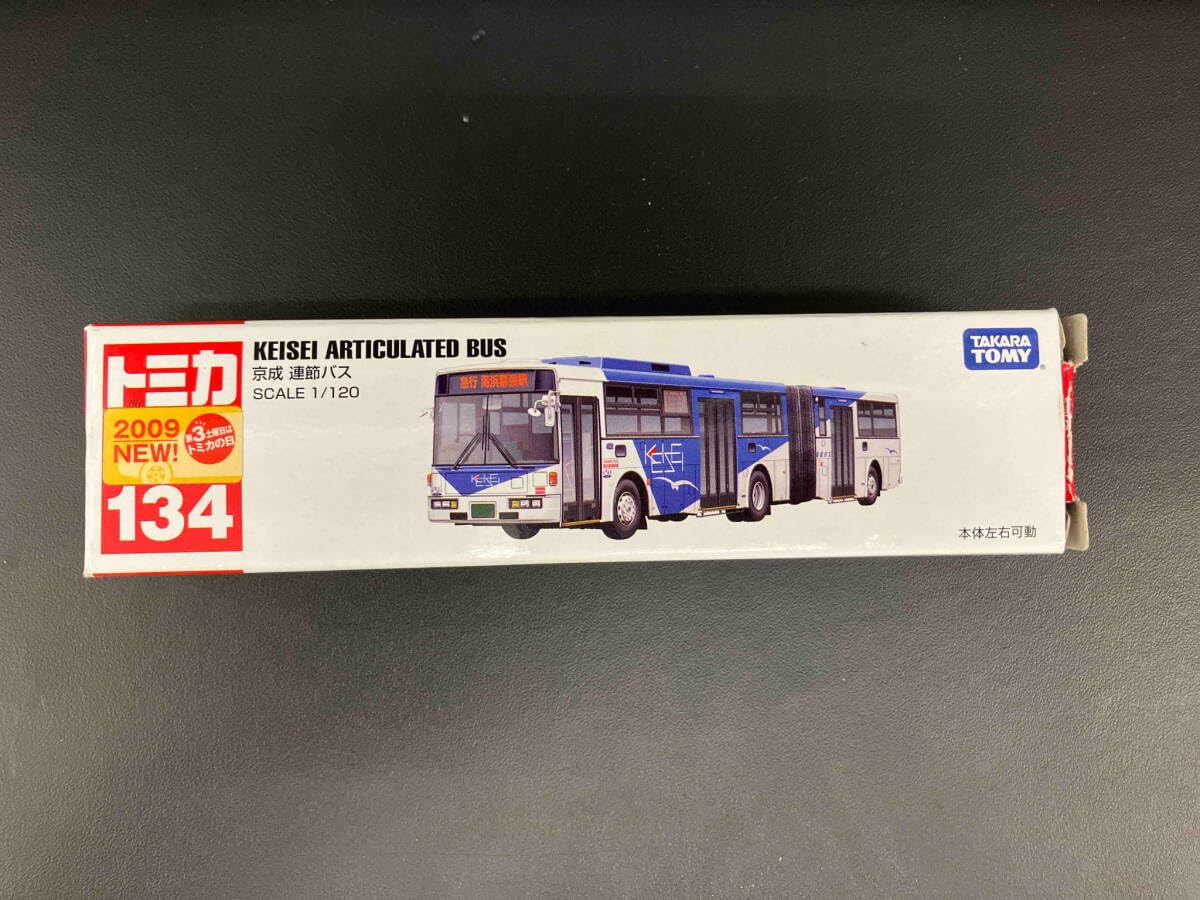 トミカ
2009
NEW!
第3土曜日は
トミカの日
134
KEISEI ARTICULATED BUS
京成 連節バス
SCALE 1/120
急行 海浜幕張駅
KEISEI
KEISEI
TAKARA
TOMY
本体左右可動